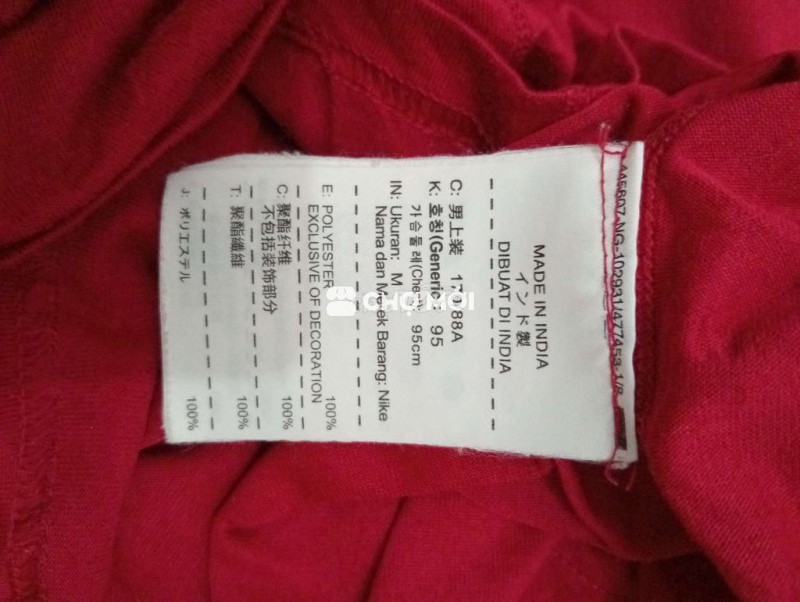 MADE IN INDIA
インド製
DIBUAT DI INDIA
C: 男上装
K: 호칭(Generic): 95
가슴둘레(Chest): 95cm
IN: Ukuran: M
Nama dan Merek Barang: Nike
E: POLYESTER 100%
EXCLUSIVE OF DECORATION
C: 聚酯纤维 100%
不包括装饰部分
T: 聚酯纖維 100%
J: ポリエステル 100%